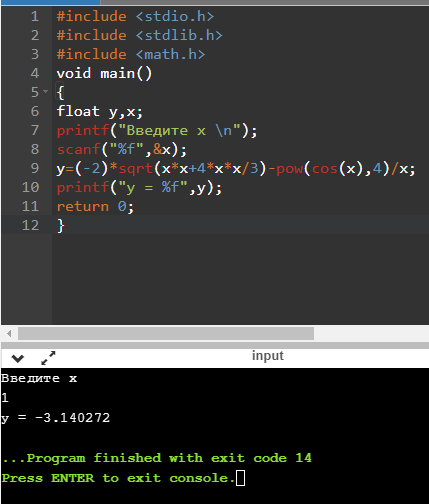 1 #include <stdio.h>
2 #include <stdlib.h>
3 #include <math.h>
4 void main()
5 {
6 float y,x;
7 printf("Введите x \n");
8 scanf("%f",&x);
9 y=(-2)*sqrt(x*x+4*x*x/3)-pow(cos(x),4)/x;
10 printf("y = %f",y);
11 return 0;
12 }
input
Введите x
1
y = -3.140272
...Program finished with exit code 14
Press ENTER to exit console.